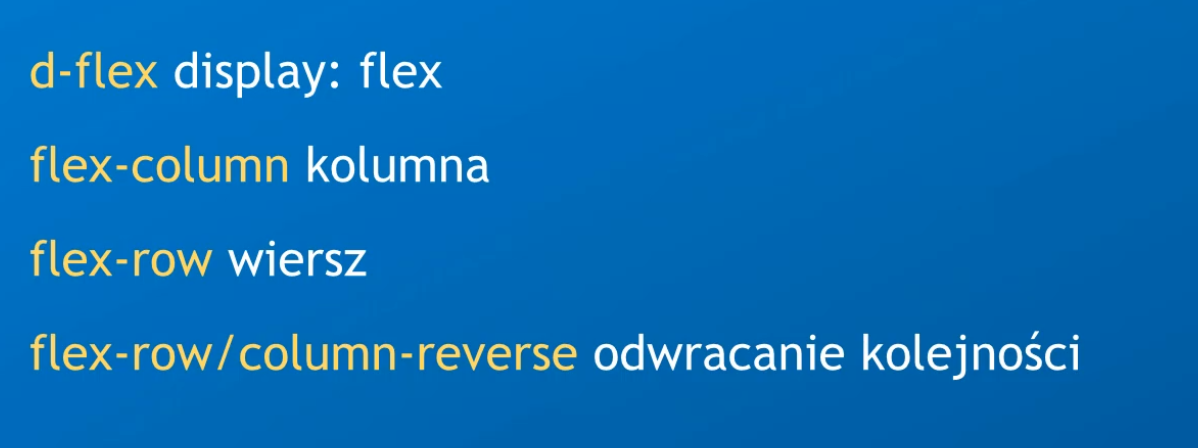 d-flex display: flex
flex-column kolumna
flex-row wiersz
flex-row/column-reverse odwracanie kolejności